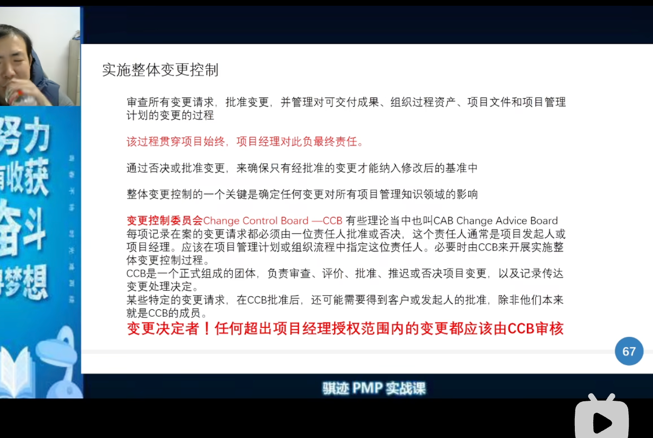 实施整体变更控制
审查所有变更请求，批准变更，并管理对可交付成果、组织过程资产、项目文件和项目管理
计划的变更的过程
该过程贯穿项目始终，项目经理对此负最终责任。
通过否决或批准变更，来确保只有经批准的变更才能纳入修改后的基准中
整体变更控制的一个关键是确定任何变更对所有项目管理知识领域的影响
变更控制委员会Change Control Board —CCB 有些理论当中也叫CAB Change Advice Board
每项记录在案的变更请求都必须由一位责任人批准或否决，这个责任人通常是项目发起人或
项目经理。应该在项目管理计划或组织流程中指定这位责任人。必要时由CCB来开展实施整
体变更控制过程。
CCB是一个正式组成的团体，负责审查、评价、批准、推迟或否决项目变更，以及记录传达
变更处理决定。
某些特定的变更请求，在CCB批准后，还可能需要得到客户或发起人的批准，除非他们本来
就是CCB的成员。
变更决定者！任何超出项目经理授权范围内的变更都应该由CCB审核
67
努力
有收获
奋斗
梦想
骐迹 PMP 实战课